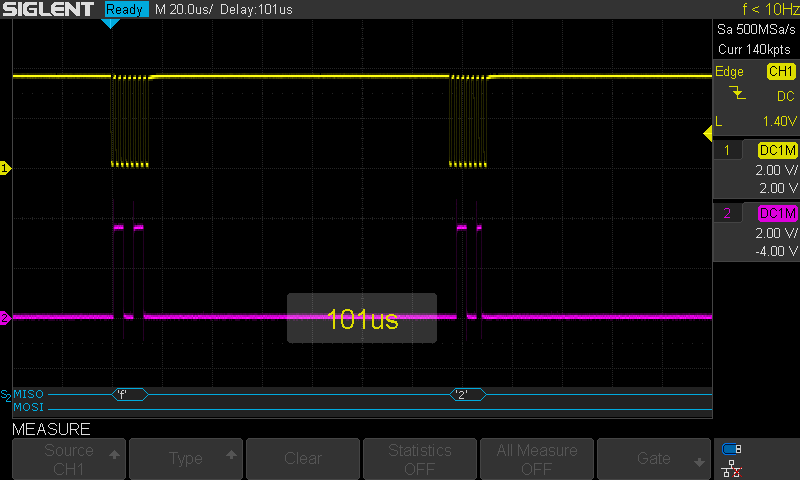 SIGLENT Ready M 20.0us/ Delay:101us f < 10Hz
Sa 500MSa/s
Curr 140kpts
Edge CH1
DC
L 1.40V
1 DC1M
2.00 V/
2.00 V
2 DC1M
2.00 V/
-4.00 V
1
2
101us
S2 MISO 'f' '2'
MOSI
MEASURE
Source CH1
Type
Clear
Statistics OFF
All Measure OFF
Gate